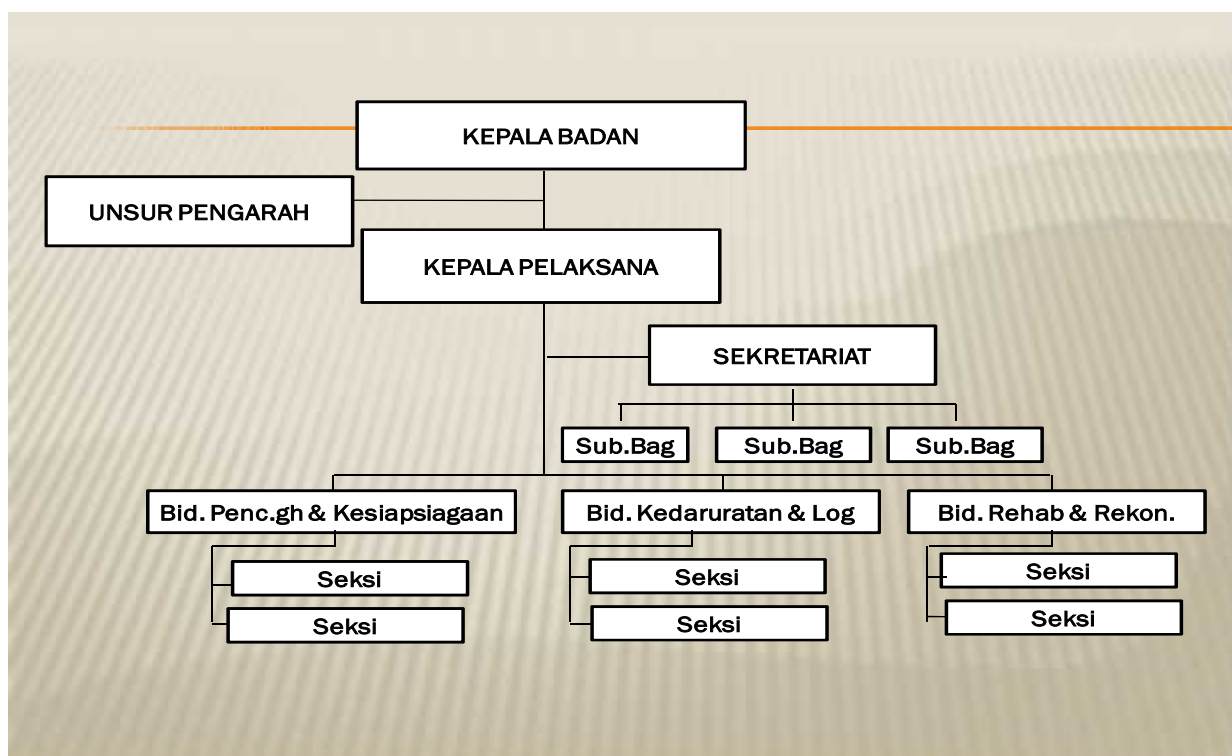 KEPALA BADAN
UNSUR PENGARAH
KEPALA PELAKSANA
SEKRETARIAT
Sub.Bag
Sub.Bag
Sub.Bag
Bid. Penc.gh & Kesiapsiagaan
Bid. Kedaruratan & Log
Bid. Rehab & Rekon.
Seksi
Seksi
Seksi
Seksi
Seksi
Seksi